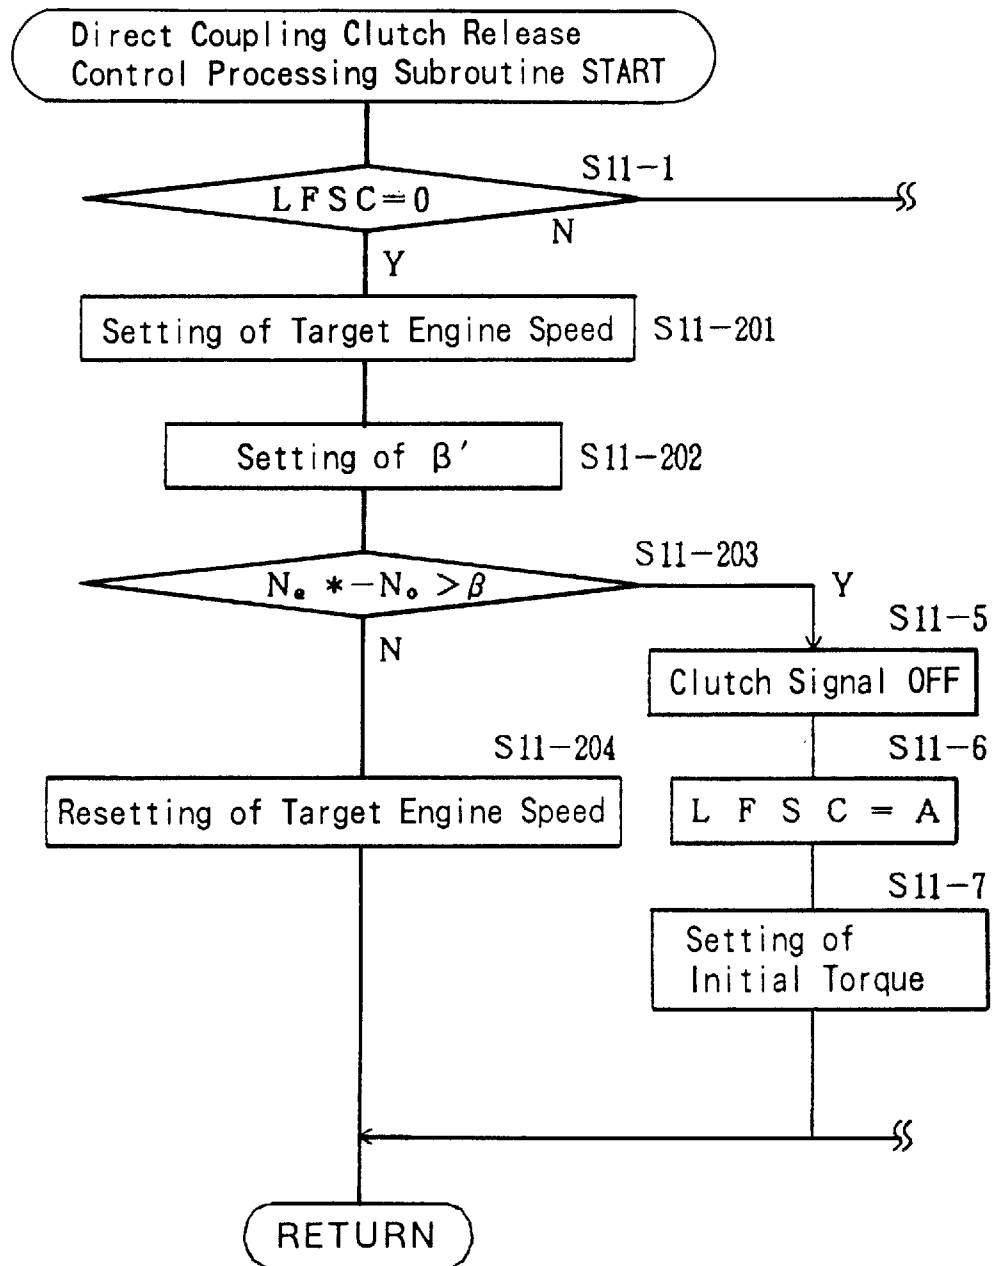 Direct Coupling Clutch Release
Control Processing Subroutine START
S11-1
LFSC=0
N
Y
Setting of Target Engine Speed
S11-201
Setting of β′
S11-202
S11-203
Ne *-No >β
Y
N
S11-5
Clutch Signal OFF
S11-204
S11-6
Resetting of Target Engine Speed
L F S C = A
S11-7
Setting of
Initial Torque
RETURN